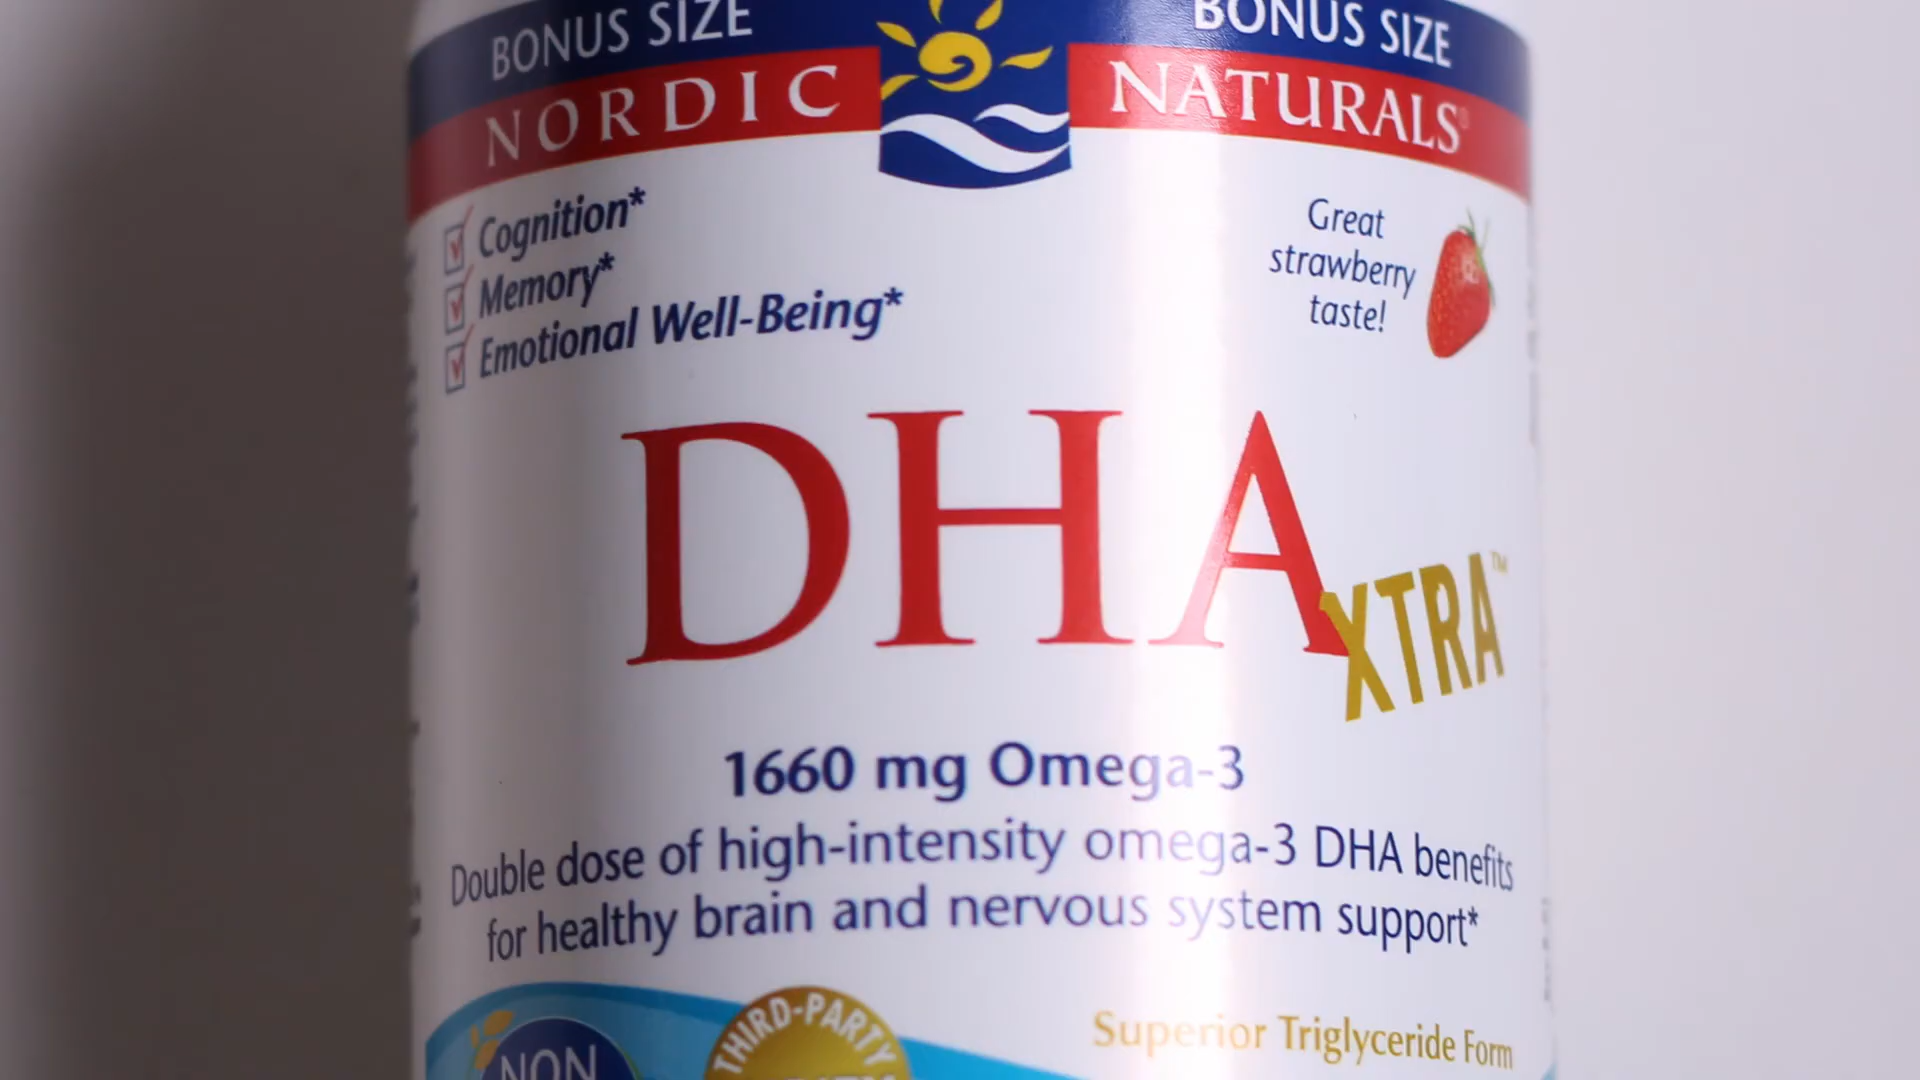 BONUS SIZE
BONUS SIZE
NORDIC NATURALS®
Cognition*
Memory*
Emotional Well-Being*
Great
strawberry
taste!
DHA
XTRA™
1660 mg Omega-3
Double dose of high-intensity omega-3 DHA benefits
for healthy brain and nervous system support*
Superior Triglyceride Form
THIRD-PARTY
NON